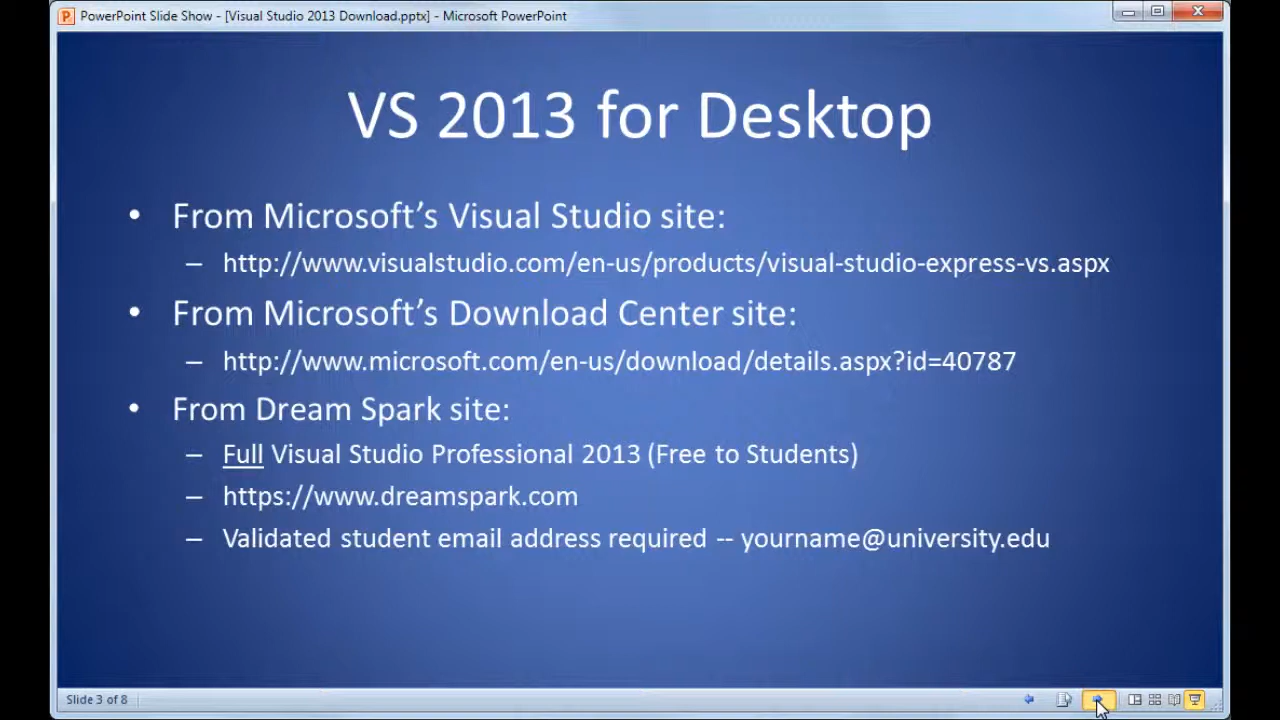 PowerPoint Slide Show - [Visual Studio 2013 Download.pptx] - Microsoft PowerPoint
VS 2013 for Desktop
• From Microsoft’s Visual Studio site:
– http://www.visualstudio.com/en-us/products/visual-studio-express-vs.aspx
• From Microsoft’s Download Center site:
– http://www.microsoft.com/en-us/download/details.aspx?id=40787
• From Dream Spark site:
– Full Visual Studio Professional 2013 (Free to Students)
– https://www.dreamspark.com
– Validated student email address required -- yourname@university.edu
Slide 3 of 8